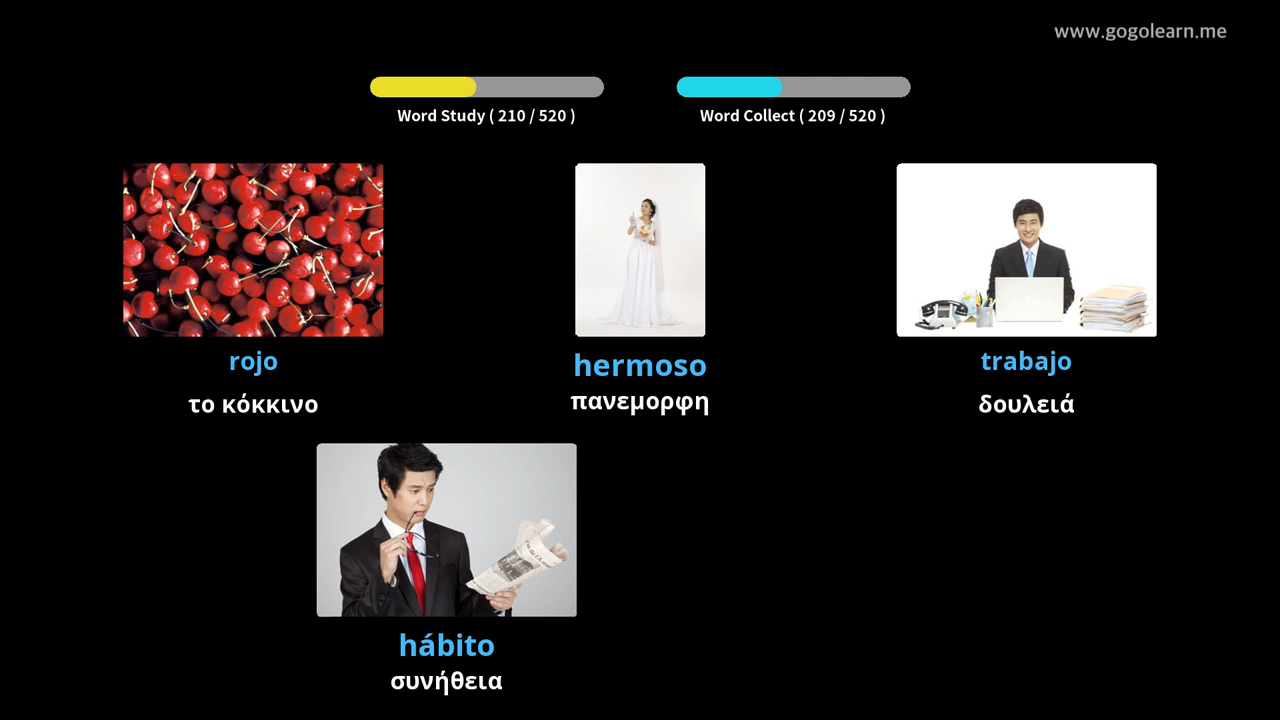 www.gogolearn.me
Word Study ( 210 / 520 )
Word Collect ( 209 / 520 )
rojo
το κόκκινο
hermoso
πανεμορφη
trabajo
δουλειά
hábito
συνήθεια